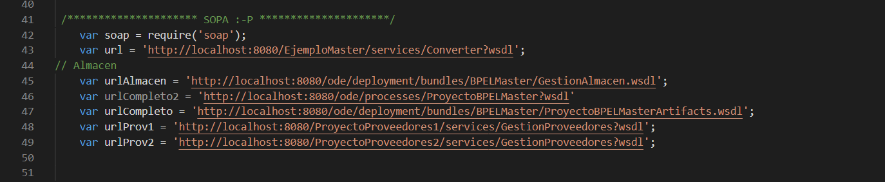 40
41 /********************* SOPA :-P *********************/
42 var soap = require('soap');
43 var url = 'http://localhost:8080/EjemploMaster/services/Converter?wsdl';
44 // Almacen
45 var urlAlmacen = 'http://localhost:8080/ode/deployment/bundles/BPELMaster/GestionAlmacen.wsdl';
46 var urlCompleto2 = 'http://localhost:8080/ode/processes/ProyectoBPELMaster?wsdl'
47 var urlCompleto = 'http://localhost:8080/ode/deployment/bundles/BPELMaster/ProyectoBPELMasterArtifacts.wsdl';
48 var urlProv1 = 'http://localhost:8080/ProyectoProveedores1/services/GestionProveedores?wsdl';
49 var urlProv2 = 'http://localhost:8080/ProyectoProveedores2/services/GestionProveedores?wsdl';
50
51